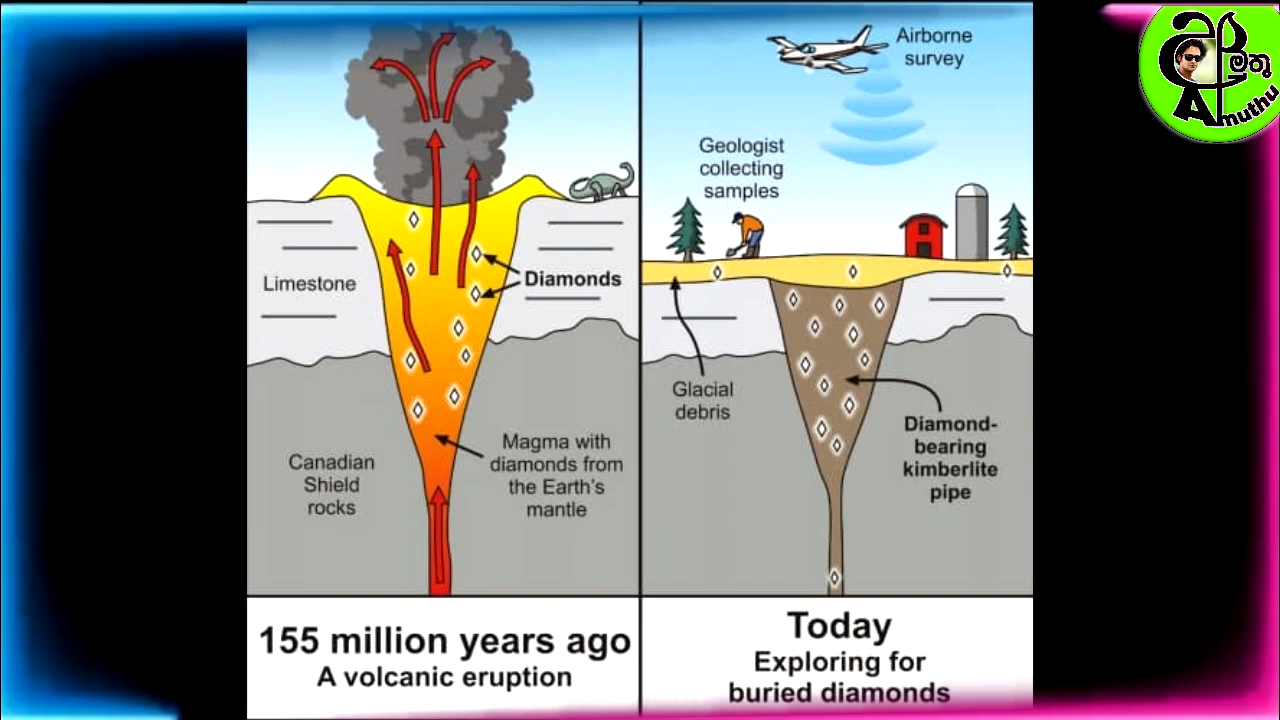 Limestone
Diamonds
Canadian
Shield
rocks
Magma with
diamonds from
the Earth's
mantle
155 million years ago
A volcanic eruption
Airborne
survey
Geologist
collecting
samples
Glacial
debris
Diamond-
bearing
kimberlite
pipe
Today
Exploring for
buried diamonds
Amuthu